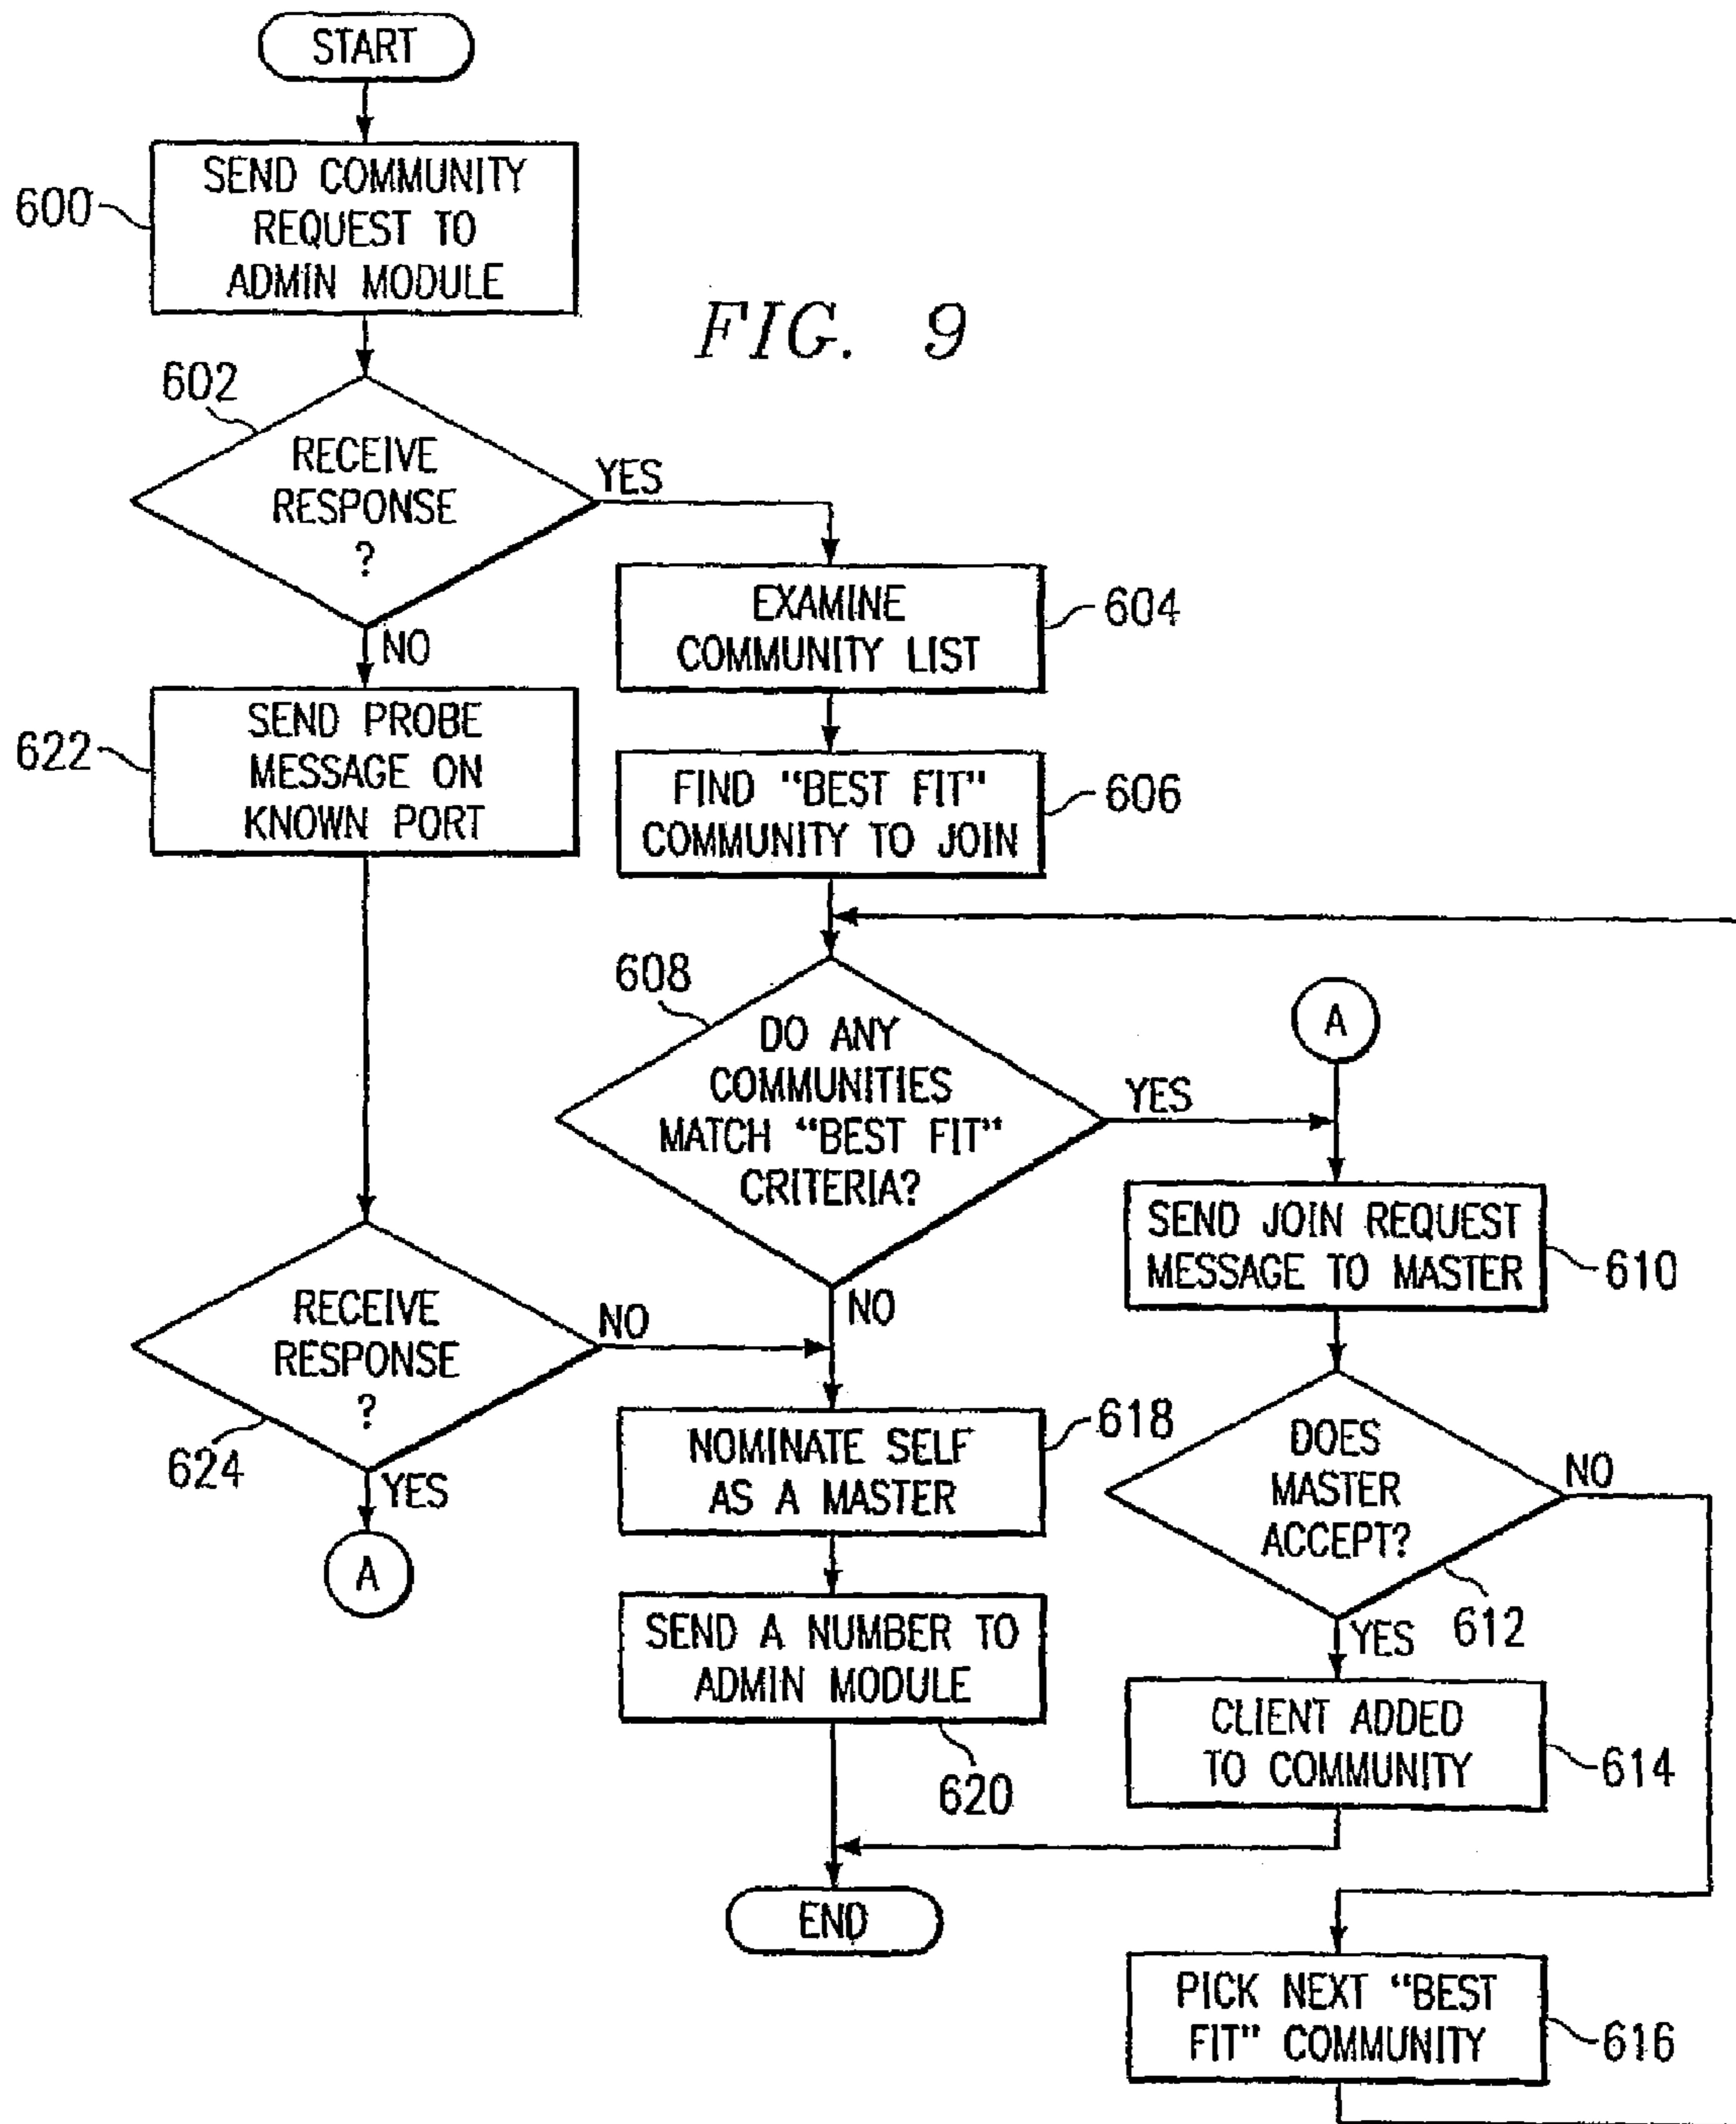 START
600
SEND COMMUNITY
REQUEST TO
ADMIN MODULE
FIG. 9
602
RECEIVE
RESPONSE
?
YES
NO
EXAMINE
COMMUNITY LIST
604
622
SEND PROBE
MESSAGE ON
KNOWN PORT
FIND "BEST FIT"
COMMUNITY TO JOIN
606
608
DO ANY
COMMUNITIES
MATCH "BEST FIT"
CRITERIA?
YES
NO
A
SEND JOIN REQUEST
MESSAGE TO MASTER
610
RECEIVE
RESPONSE
?
NO
624
YES
A
NOMINATE SELF
AS A MASTER
618
DOES
MASTER
ACCEPT?
NO
612
YES
SEND A NUMBER TO
ADMIN MODULE
620
CLIENT ADDED
TO COMMUNITY
614
END
PICK NEXT "BEST
FIT" COMMUNITY
616